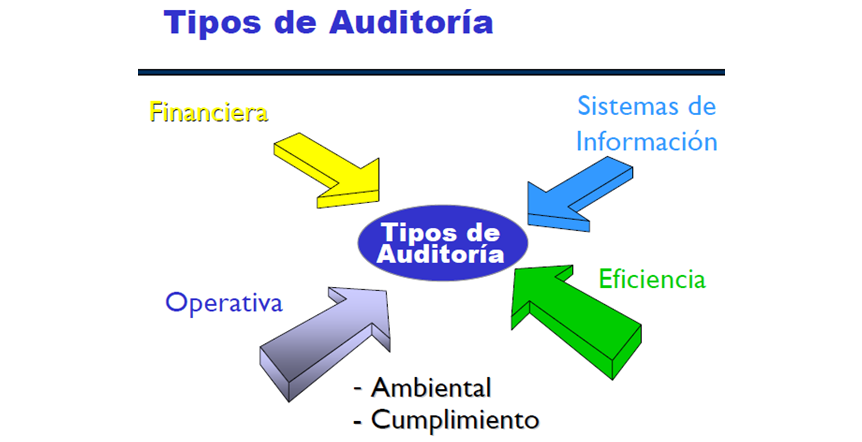 Tipos de Auditoría
Financiera
Sistemas de
Información
Tipos de
Auditoría
Operativa
Eficiencia
- Ambiental
- Cumplimiento